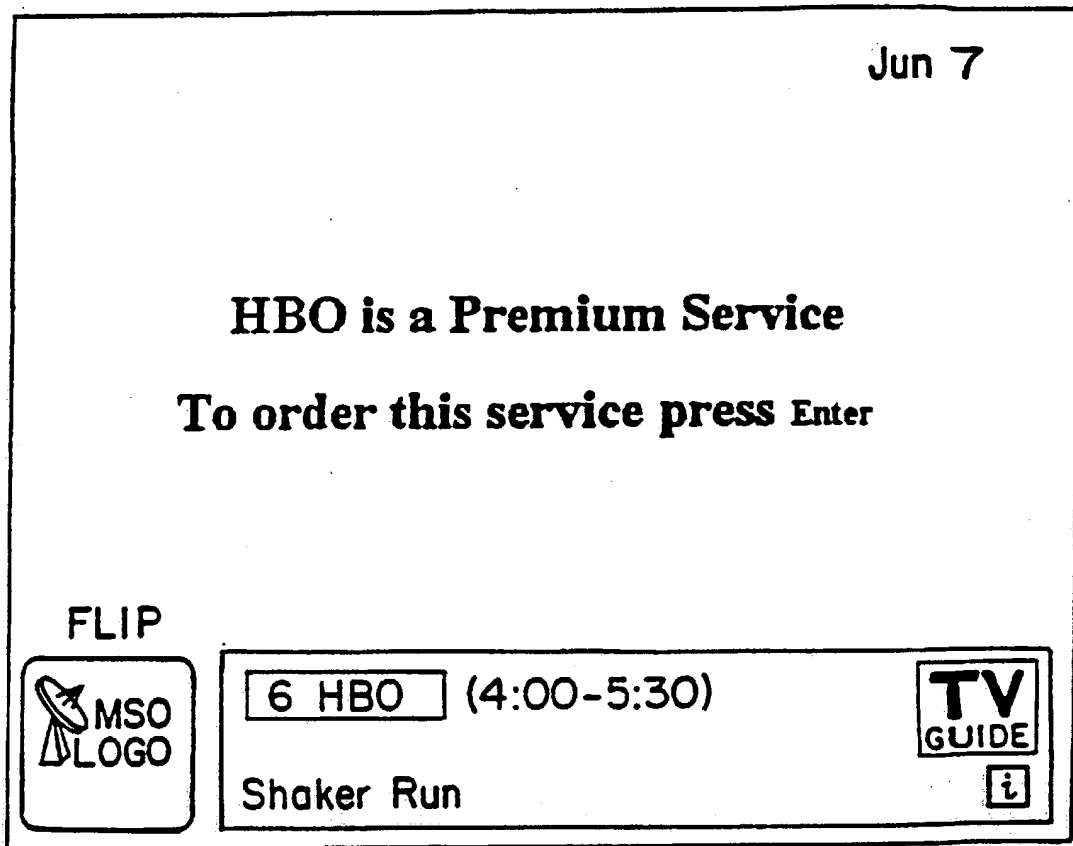 Jun 7
HBO is a Premium Service
To order this service press Enter
FLIP
MSO
LOGO
6 HBO (4:00-5:30)
Shaker Run
TV
GUIDE
i